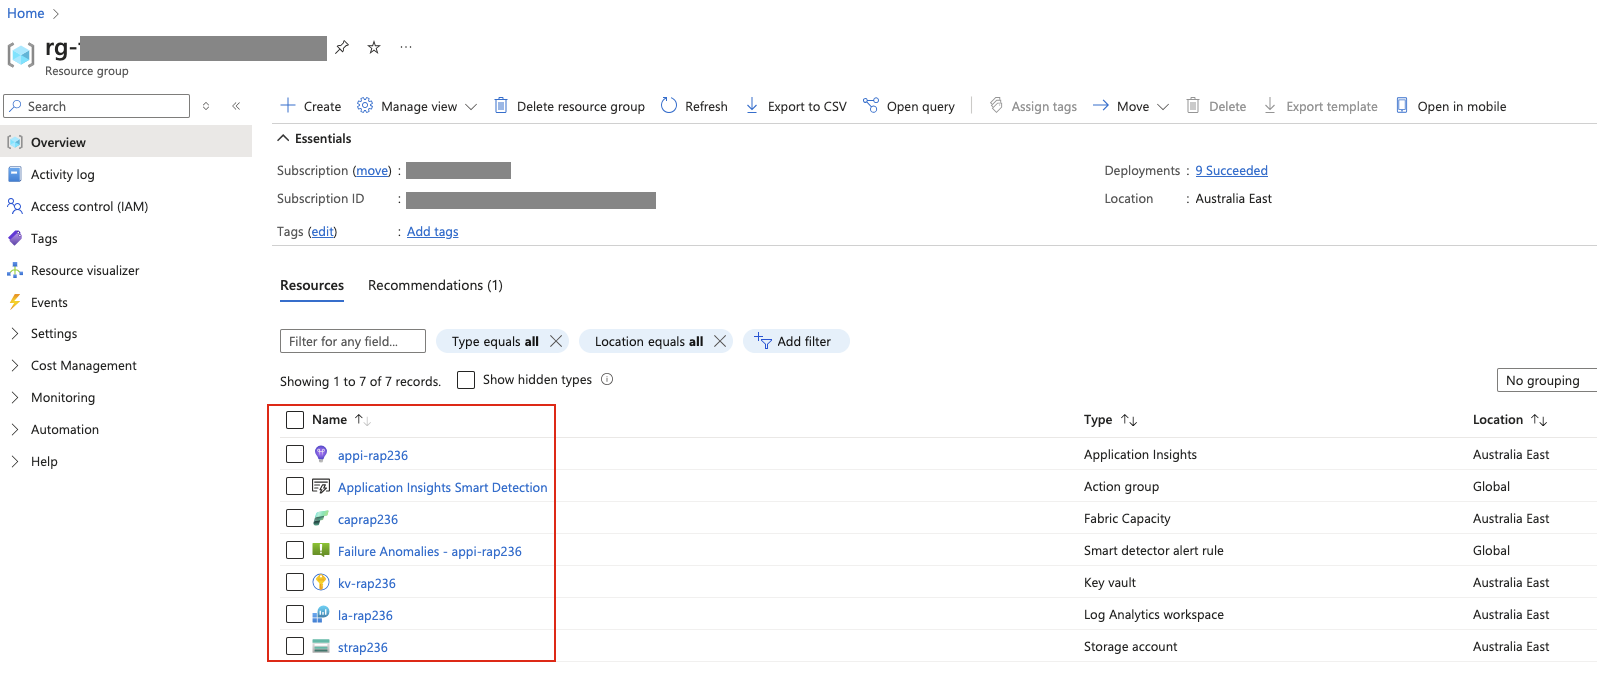 Home
rg-
Resource group
Search
Create Manage view Delete resource group Refresh Export to CSV Open query Assign tags Move Delete Export template Open in mobile
Overview
Activity log
Access control (IAM)
Tags
Resource visualizer
Events
Settings
Cost Management
Monitoring
Automation
Help
Essentials
Subscription (move) : Deployments : 9 Succeeded
Subscription ID : Location : Australia East
Tags (edit) : Add tags
Resources Recommendations (1)
Filter for any field... Type equals all Location equals all Add filter
Showing 1 to 7 of 7 records. Show hidden types No grouping
Name Type Location
appi-rap236 Application Insights Australia East
Application Insights Smart Detection Action group Global
caprap236 Fabric Capacity Australia East
Failure Anomalies - appi-rap236 Smart detector alert rule Global
kv-rap236 Key vault Australia East
la-rap236 Log Analytics workspace Australia East
strap236 Storage account Australia East